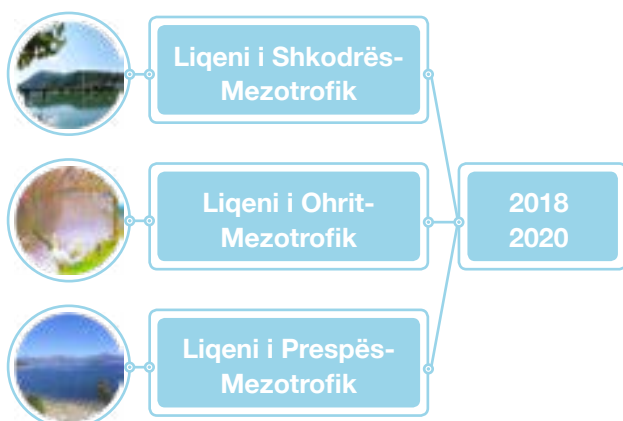 Liqeni i Shkodrës-
Mezotrofik
Liqeni i Ohrit-
Mezotrofik
Liqeni i Prespës-
Mezotrofik
2018
2020